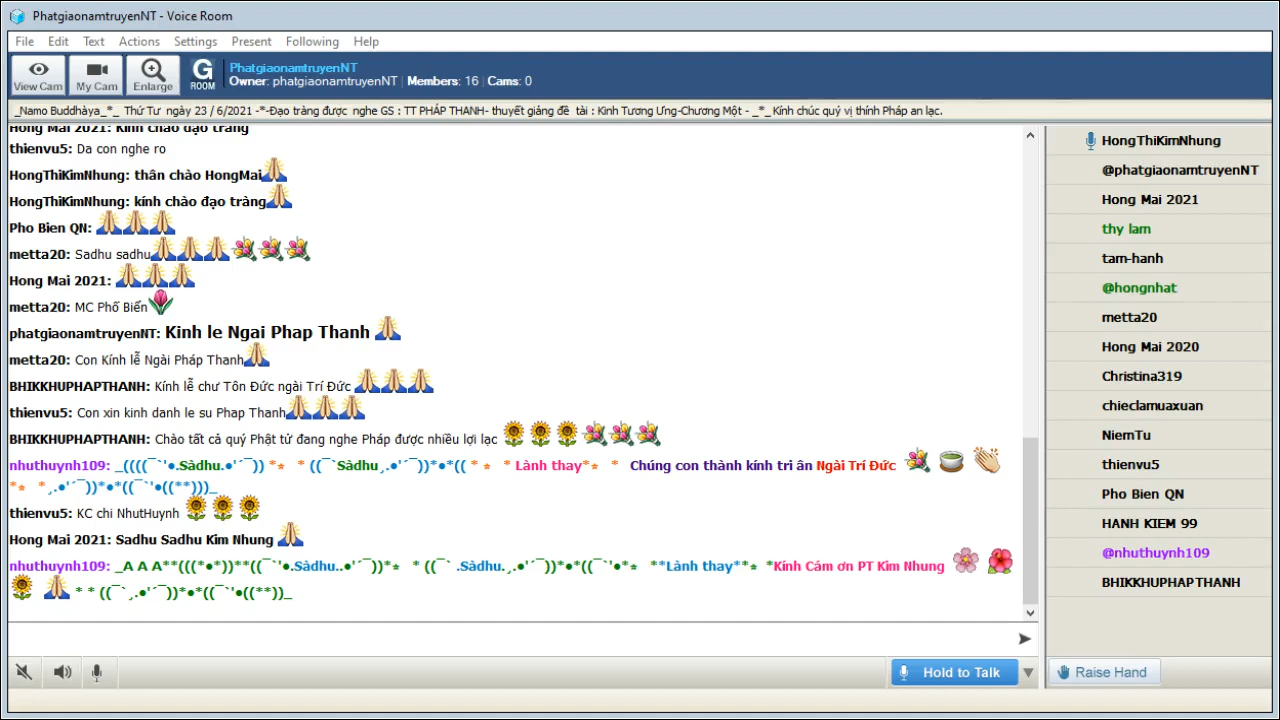 PhatgiaonamtruyenNT - Voice Room
File Edit Text Actions Settings Present Following Help
View Cam My Cam Enlarge G ROOM
PhatgiaonamtruyenNT
Owner: phatgiaonamtruyenNT Members: 16 Cams: 0
_Namo Buddhàya_*_ Thứ Tư ngày 23 / 6/2021 -*-Đạo tràng được nghe GS : TT PHÁP THANH- thuyết giảng đề tài : Kinh Tương Ưng-Chương Một - _*_ Kính chúc quý vị thính Pháp an lạc.
Hong Mai 2021: Kính chào đạo tràng
thienvu5: Da con nghe ro
HongThiKimNhung: thân chào HongMai
HongThiKimNhung: kính chào đạo tràng
Pho Bien QN:
metta20: Sadhu sadhu
Hong Mai 2021:
metta20: MC Phổ Biến
phatgiaonamtruyenNT: Kinh le Ngai Phap Thanh
metta20: Con Kính lễ Ngài Pháp Thanh
BHIKKHUPHAPTHANH: Kính lễ chư Tôn Đức ngài Trí Đức
thienvu5: Con xin kinh danh le su Phap Thanh
BHIKKHUPHAPTHANH: Chào tất cả quý Phật tử đang nghe Pháp được nhiều lợi lạc
nhuthuynh109: _((((¯`'•.Sàdhu.•'´¯)) *⭒ * ((¯`Sàdhu¸.•'´¯))*•*(( * ⭒ * Lành thay*⭒ * Chúng con thành kính tri ân Ngài Trí Đức
*⭒ *¸.•'´¯))*•*((¯`'•((**)))_
thienvu5: KC chi NhutHuynh
Hong Mai 2021: Sadhu Sadhu Kim Nhung
nhuthuynh109: _A A A**(((*•*))**((¯`'•.Sàdhu..•'´¯))*⭒ * ((¯` .Sàdhu.¸.•'´¯))*•*((¯`'•*⭒ **Lành thay**⭒ *Kính Cám ơn PT Kim Nhung
* * ((¯`¸.•'´¯))*•*((¯`'•((**))_
Hold to Talk
HongThiKimNhung
@phatgiaonamtruyenNT
Hong Mai 2021
thy lam
tam-hanh
@hongnhat
metta20
Hong Mai 2020
Christina319
chieclamuaxuan
NiemTu
thienvu5
Pho Bien QN
HANH KIEM 99
@nhuthuynh109
BHIKKHUPHAPTHANH
Raise Hand